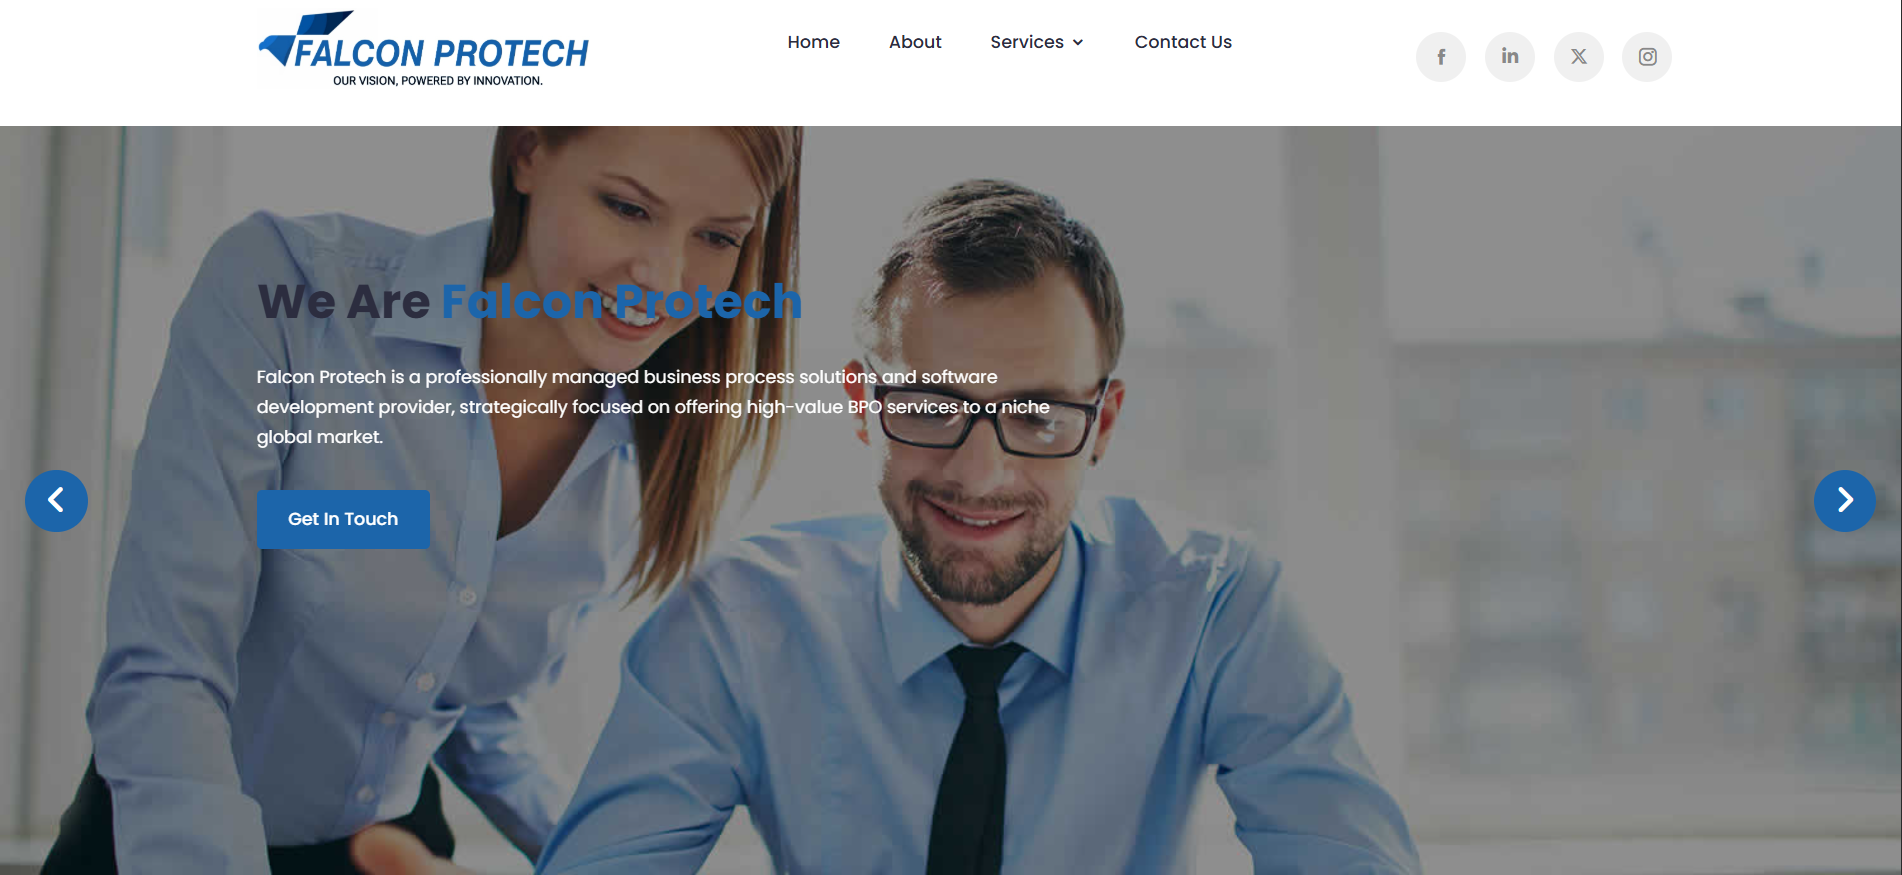 FALCON PROTECH
OUR VISION, POWERED BY INNOVATION.
Home About Services Contact Us
We Are Falcon Protech
Falcon Protech is a professionally managed business process solutions and software
development provider, strategically focused on offering high-value BPO services to a niche
global market.
Get In Touch